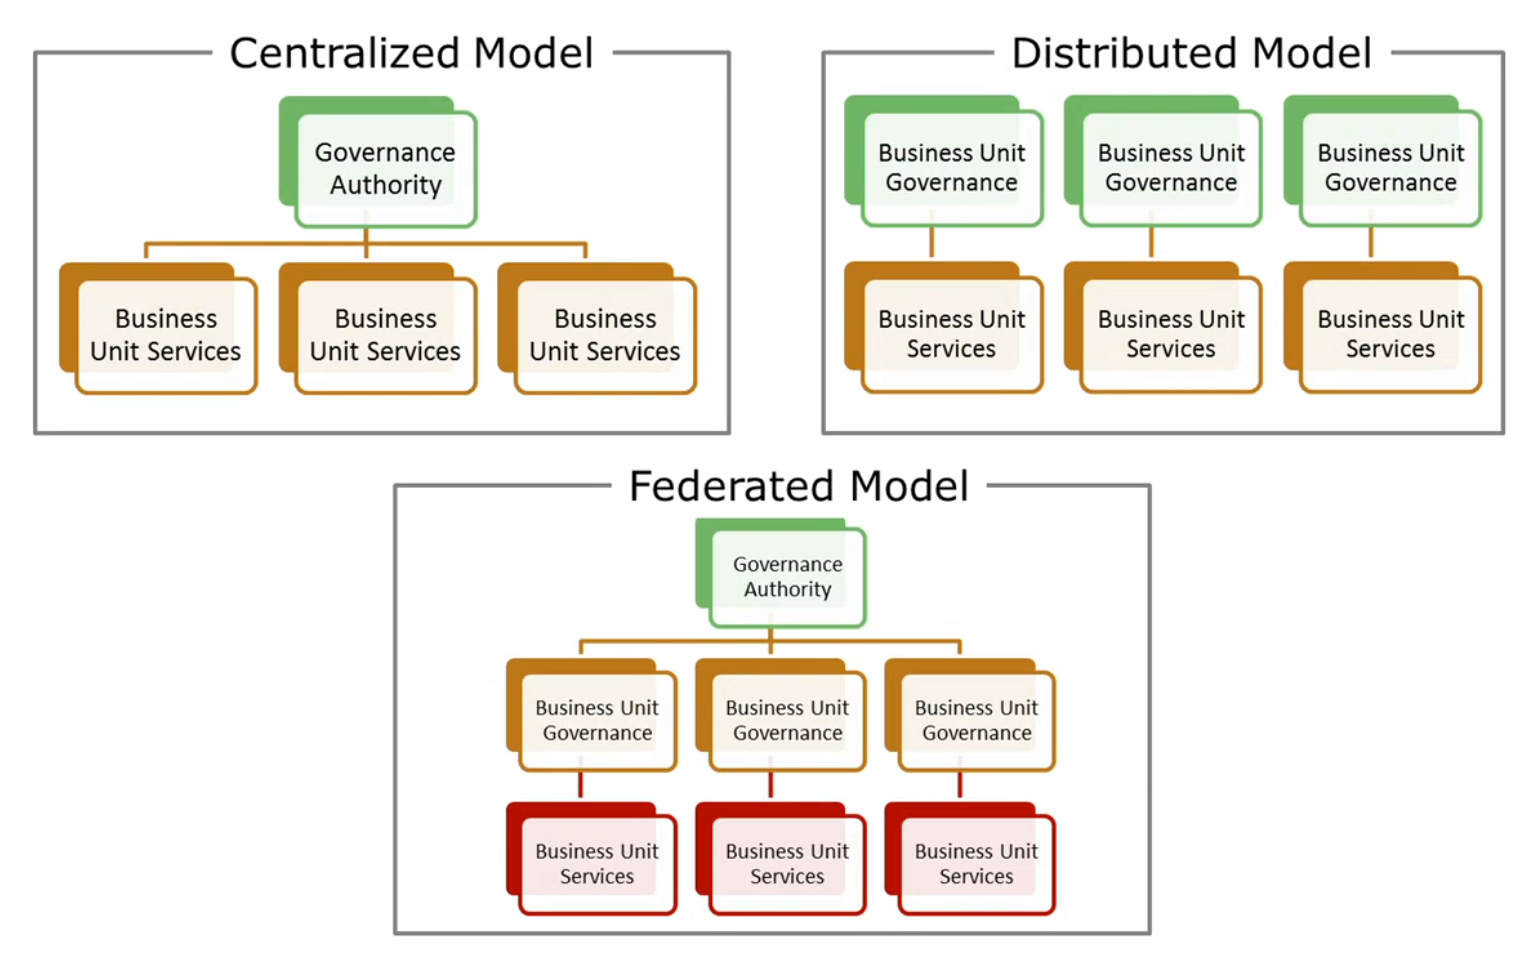 Centralized Model
Governance
Authority
Business
Unit Services
Business
Unit Services
Business
Unit Services
Distributed Model
Business Unit
Governance
Business Unit
Governance
Business Unit
Governance
Business Unit
Services
Business Unit
Services
Business Unit
Services
Federated Model
Governance
Authority
Business Unit
Governance
Business Unit
Governance
Business Unit
Governance
Business Unit
Services
Business Unit
Services
Business Unit
Services